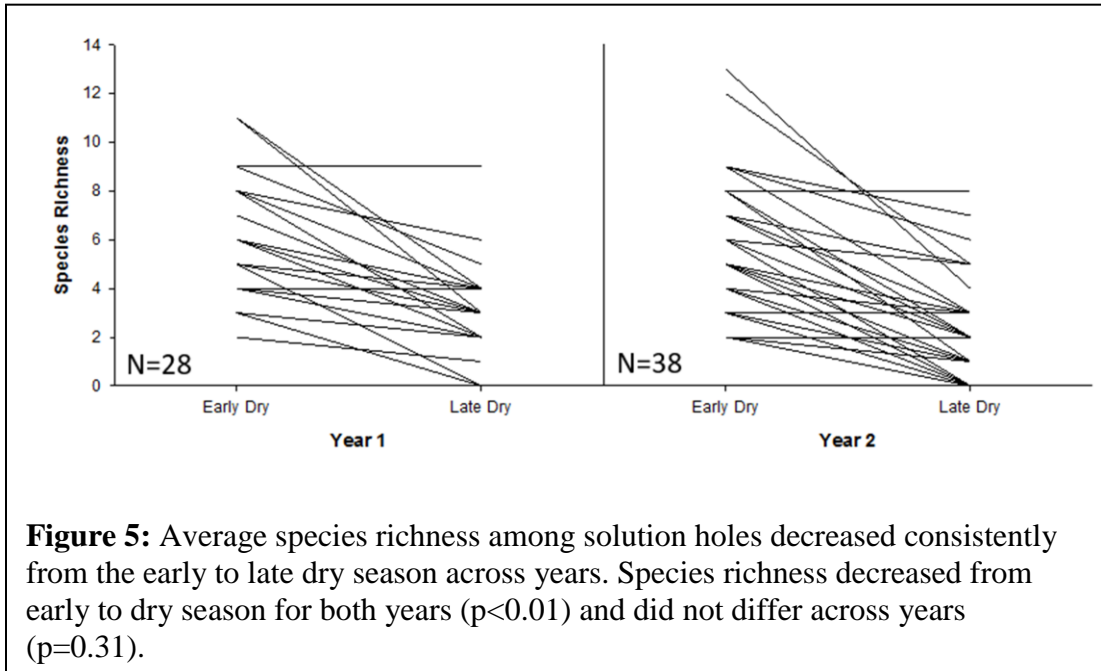 14
12
10
8
6
4
2
0
Species Richness
N=28
N=38
Early Dry Late Dry Early Dry Late Dry
Year 1 Year 2
Figure 5: Average species richness among solution holes decreased consistently
from the early to late dry season across years. Species richness decreased from
early to dry season for both years (p<0.01) and did not differ across years
(p=0.31).